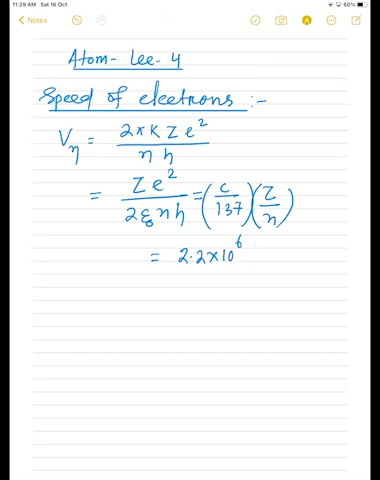 11:29 AM Sat 16 Oct 60%
Notes
Atom- Lec- 4
Speed of electrons :-
Vη = 2πKZe² / nh
= Ze² / 2ε₀nh = (c/137)(Z/n)
= 2.2×10⁶